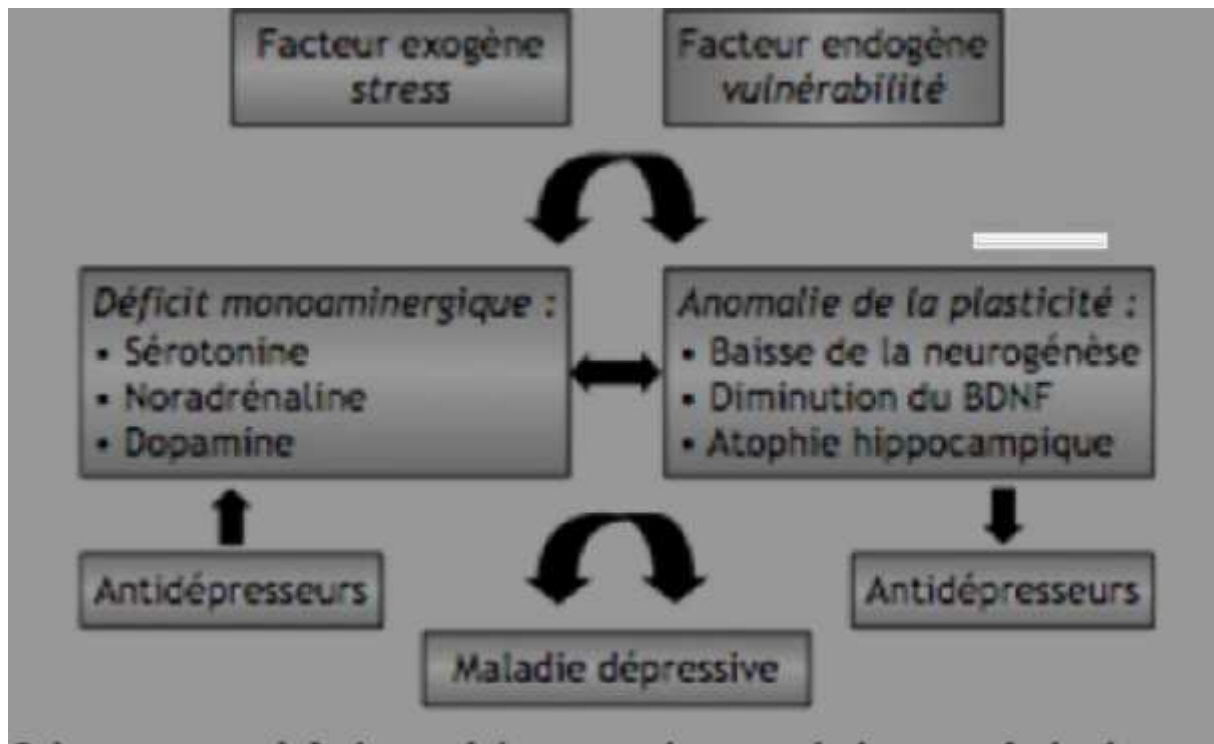 Facteur exogène
stress
Facteur endogène
vulnérabilité
Déficit monoaminergique :
• Sérotonine
• Noradrénaline
• Dopamine
Anomalie de la plasticité :
• Baisse de la neurogénèse
• Diminution du BDNF
• Atophie hippocampique
Antidépresseurs
Antidépresseurs
Maladie dépressive